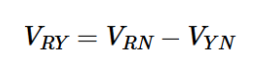 V_{RY} = V_{RN} − V_{YN}